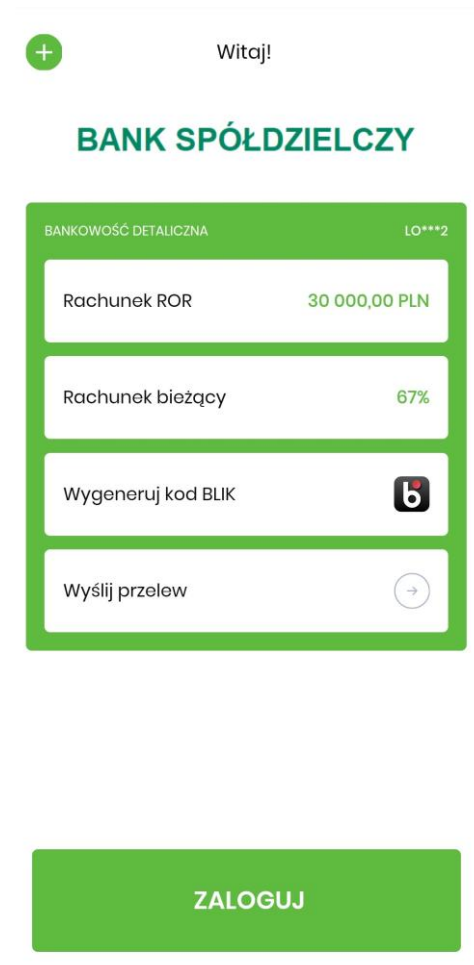 Witaj!
BANK SPÓŁDZIELCZY
BANKOWOŚĆ DETALICZNA LO***2
Rachunek ROR 30 000,00 PLN
Rachunek bieżący 67%
Wygeneruj kod BLIK
Wyślij przelew
ZALOGUJ